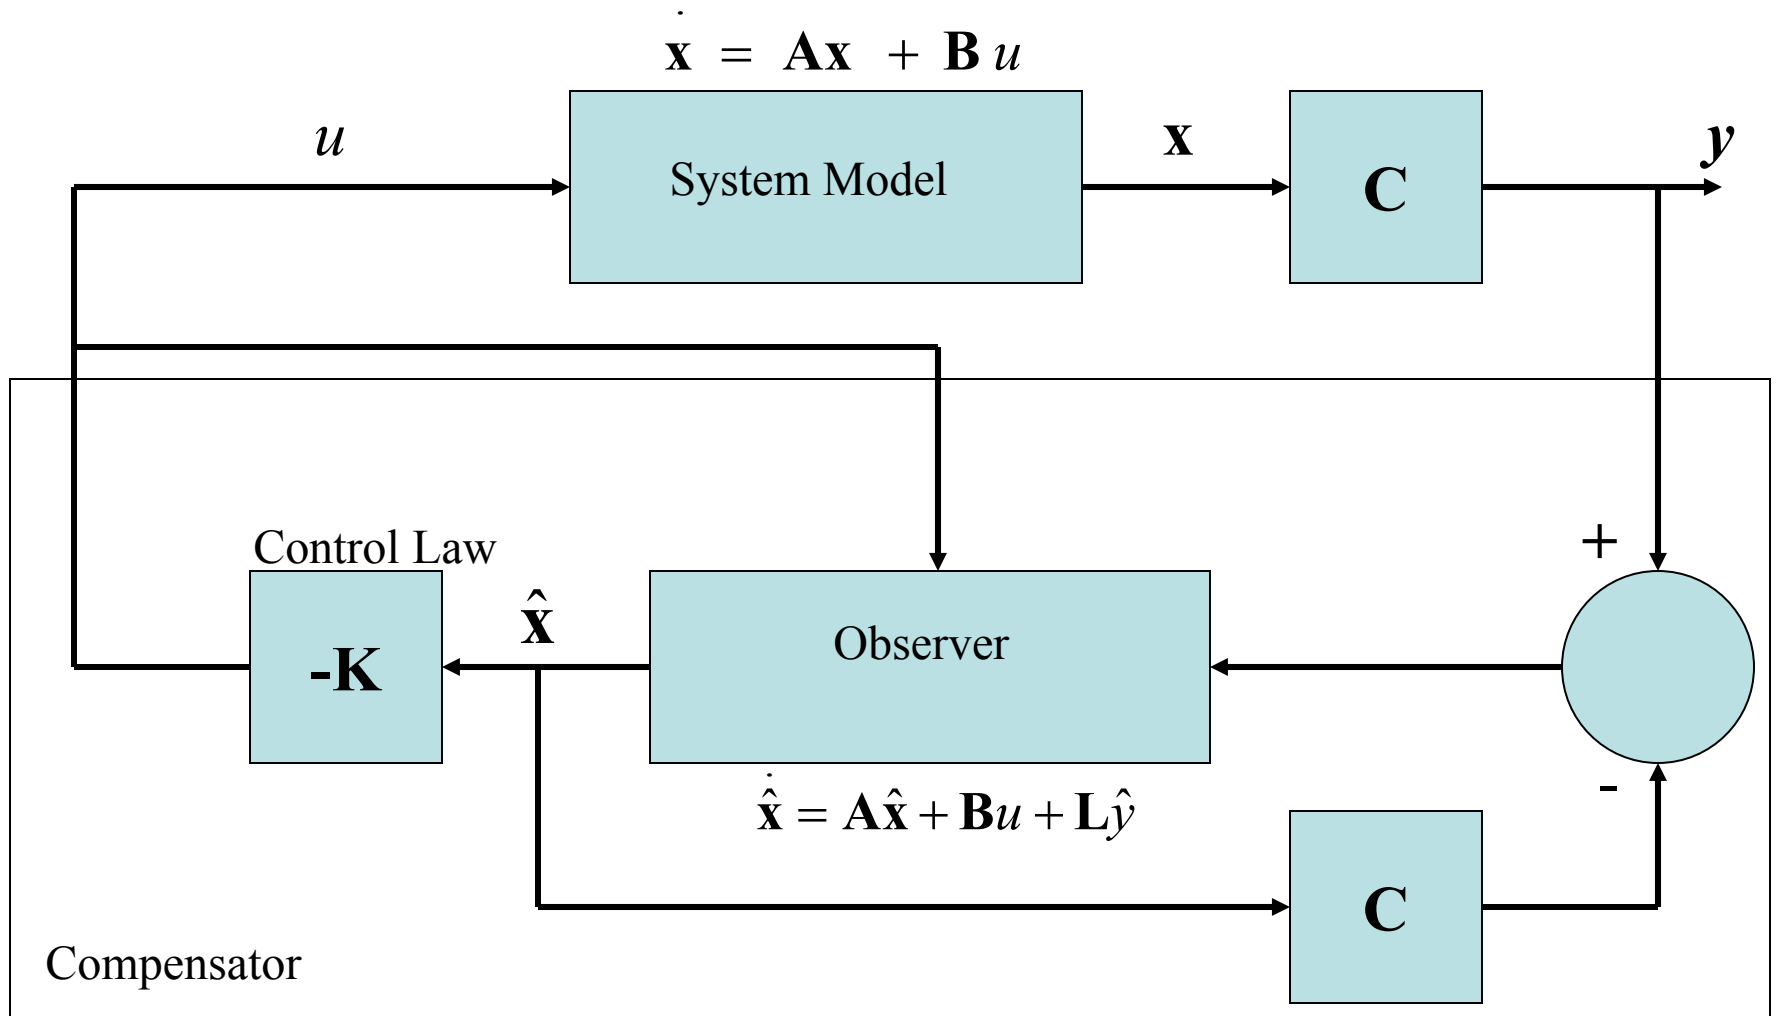 ẋ = Ax + B u
u
System Model
x
C
y
Control Law
-K
x̂
Observer
+
-
x̂̇ = Ax̂ + Bu + Lŷ
C
Compensator